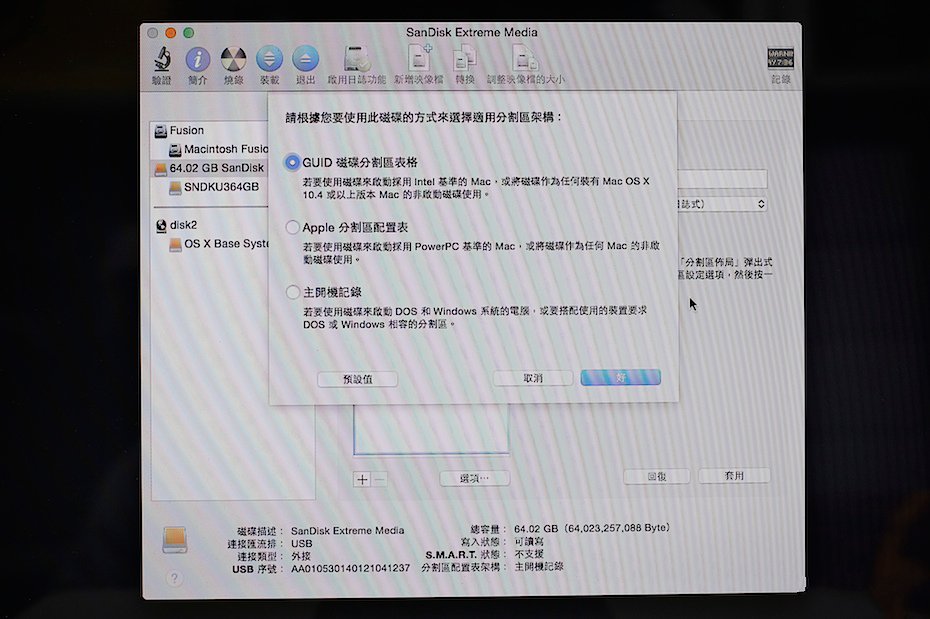 SanDisk Extreme Media
驗證 簡介 燒錄 裝載 退出 啟用日誌功能 新增映像檔 轉換 調整映像檔的大小 記錄
請根據您要使用此磁碟的方式來選擇適用分割區架構：
Fusion
Macintosh Fusio
64.02 GB SanDisk
SNDKU364GB
disk2
OS X Base Syste
GUID 磁碟分割區表格
若要使用磁碟來啟動採用 Intel 基準的 Mac，或將磁碟作為任何裝有 Mac OS X
10.4 或以上版本 Mac 的非啟動磁碟使用。
Apple 分割區配置表
若要使用磁碟來啟動採用 PowerPC 基準的 Mac，或將磁碟作為任何 Mac 的非啟
動磁碟使用。
主開機記錄
若要使用磁碟來啟動 DOS 和 Windows 系統的電腦，或要搭配使用的裝置要求
DOS 或 Windows 相容的分割區。
誌式）
「分割區佈局」彈出式
區設定選項，然後按一
預設值 取消 好
選項⋯ 回復 套用
磁碟描述： SanDisk Extreme Media 總容量： 64.02 GB（64,023,257,088 Byte）
連接匯流排： USB 寫入狀態： 可讀寫
連接類型： 外接 S.M.A.R.T. 狀態： 不支援
USB 序號： AA010530140121041237 分割區配置表架構： 主開機記錄